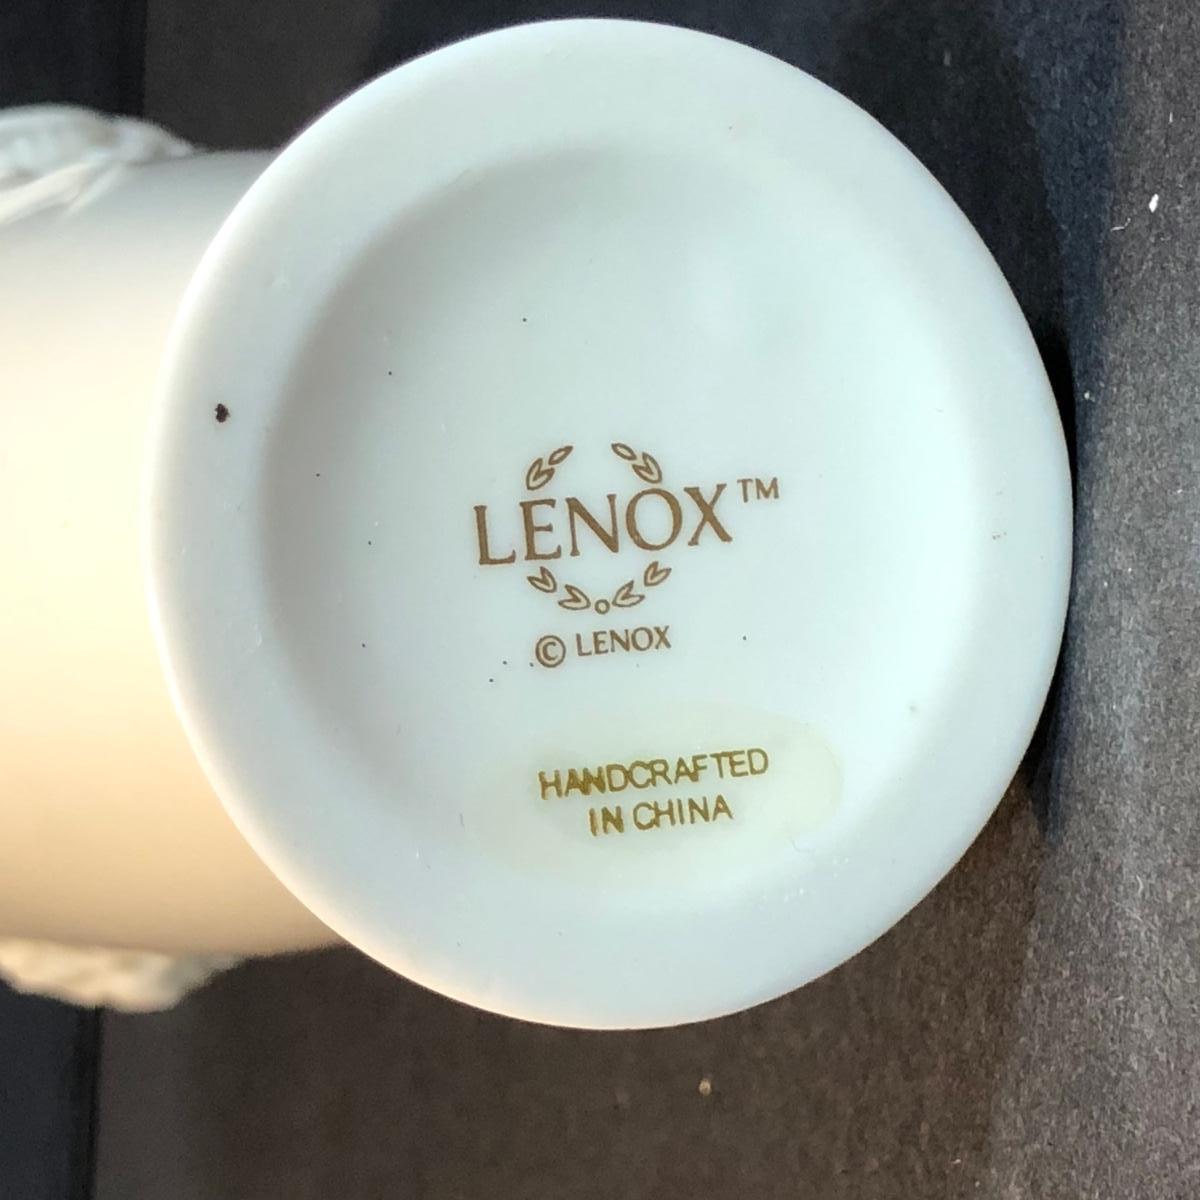 LENOX™
© LENOX
HANDCRAFTED
IN CHINA